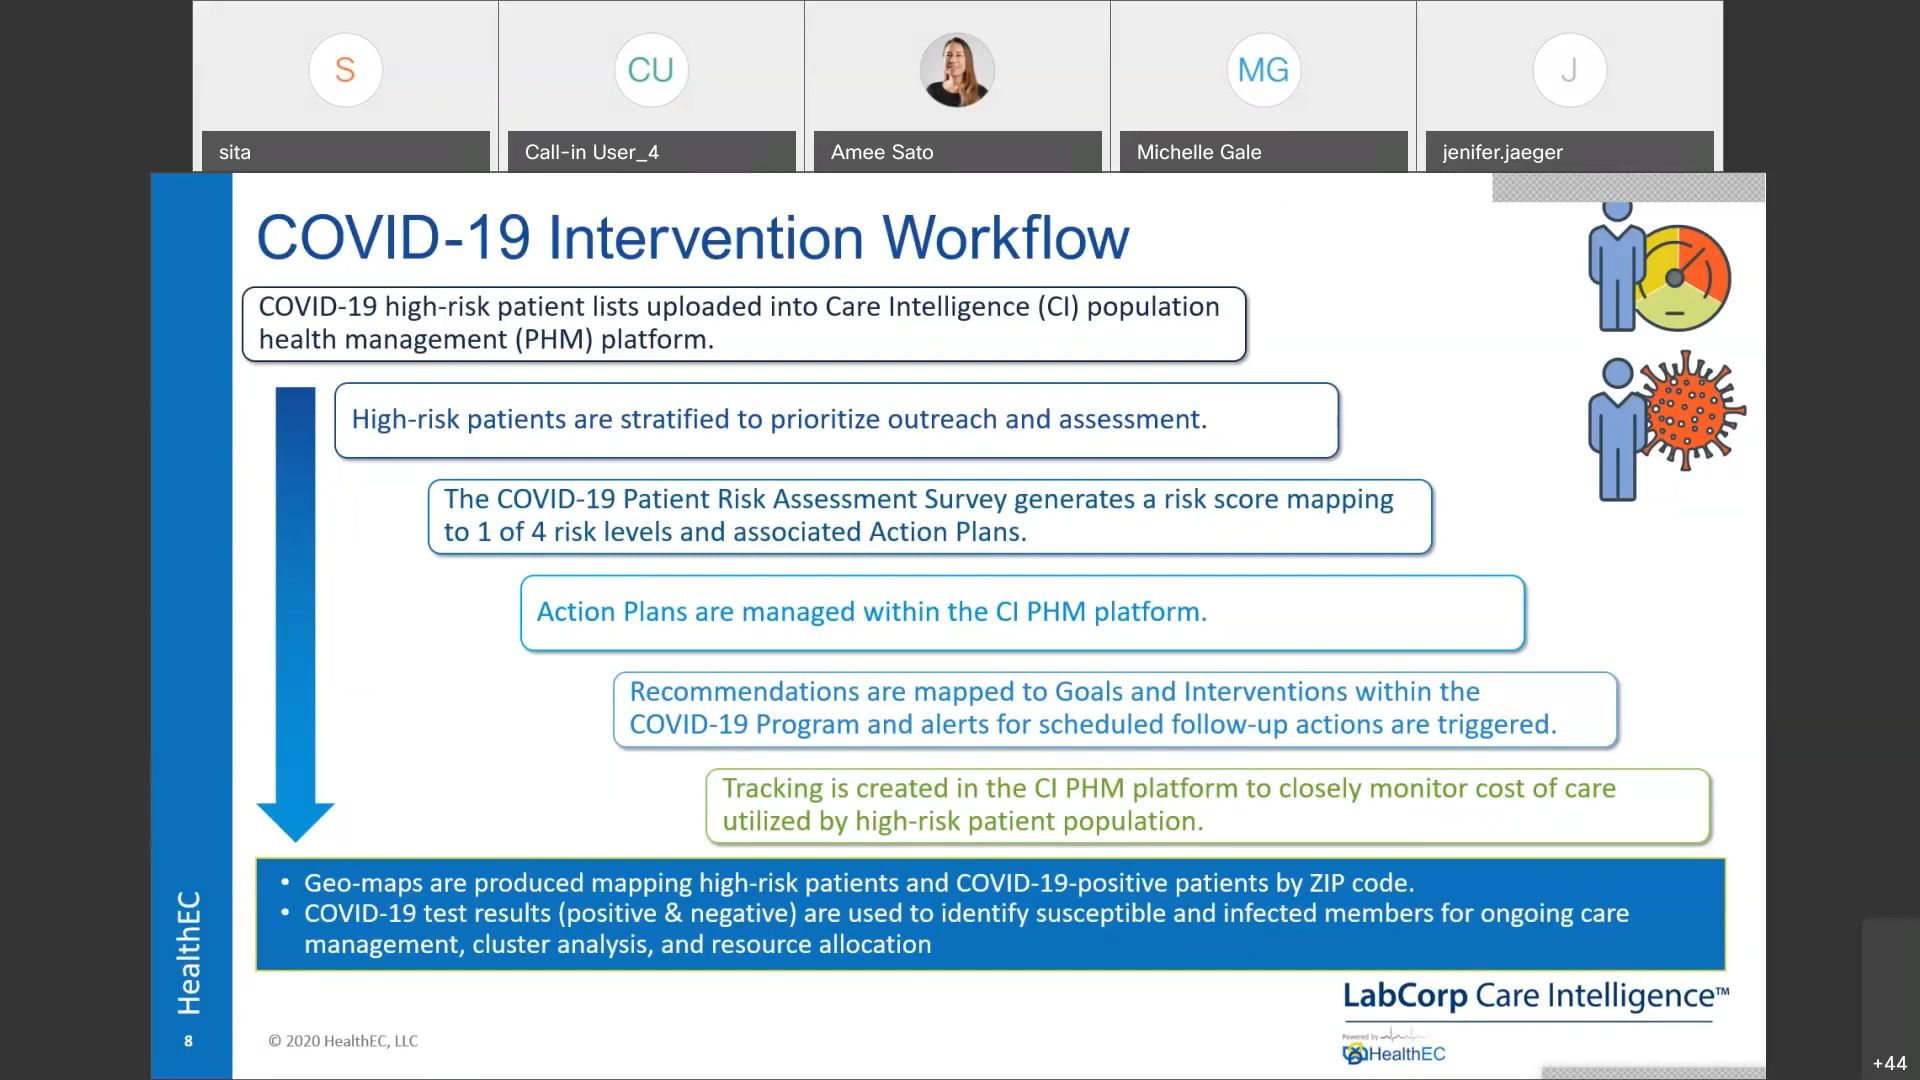 S
CU
MG
J
sita
Call-in User_4
Amee Sato
Michelle Gale
jenifer.jaeger
COVID-19 Intervention Workflow
COVID-19 high-risk patient lists uploaded into Care Intelligence (CI) population
health management (PHM) platform.
High-risk patients are stratified to prioritize outreach and assessment.
The COVID-19 Patient Risk Assessment Survey generates a risk score mapping
to 1 of 4 risk levels and associated Action Plans.
Action Plans are managed within the CI PHM platform.
Recommendations are mapped to Goals and Interventions within the
COVID-19 Program and alerts for scheduled follow-up actions are triggered.
Tracking is created in the CI PHM platform to closely monitor cost of care
utilized by high-risk patient population.
• Geo-maps are produced mapping high-risk patients and COVID-19-positive patients by ZIP code.
• COVID-19 test results (positive & negative) are used to identify susceptible and infected members for ongoing care
management, cluster analysis, and resource allocation
HealthEC
8
© 2020 HealthEC, LLC
LabCorp Care Intelligence™
Powered by
HealthEC
+44